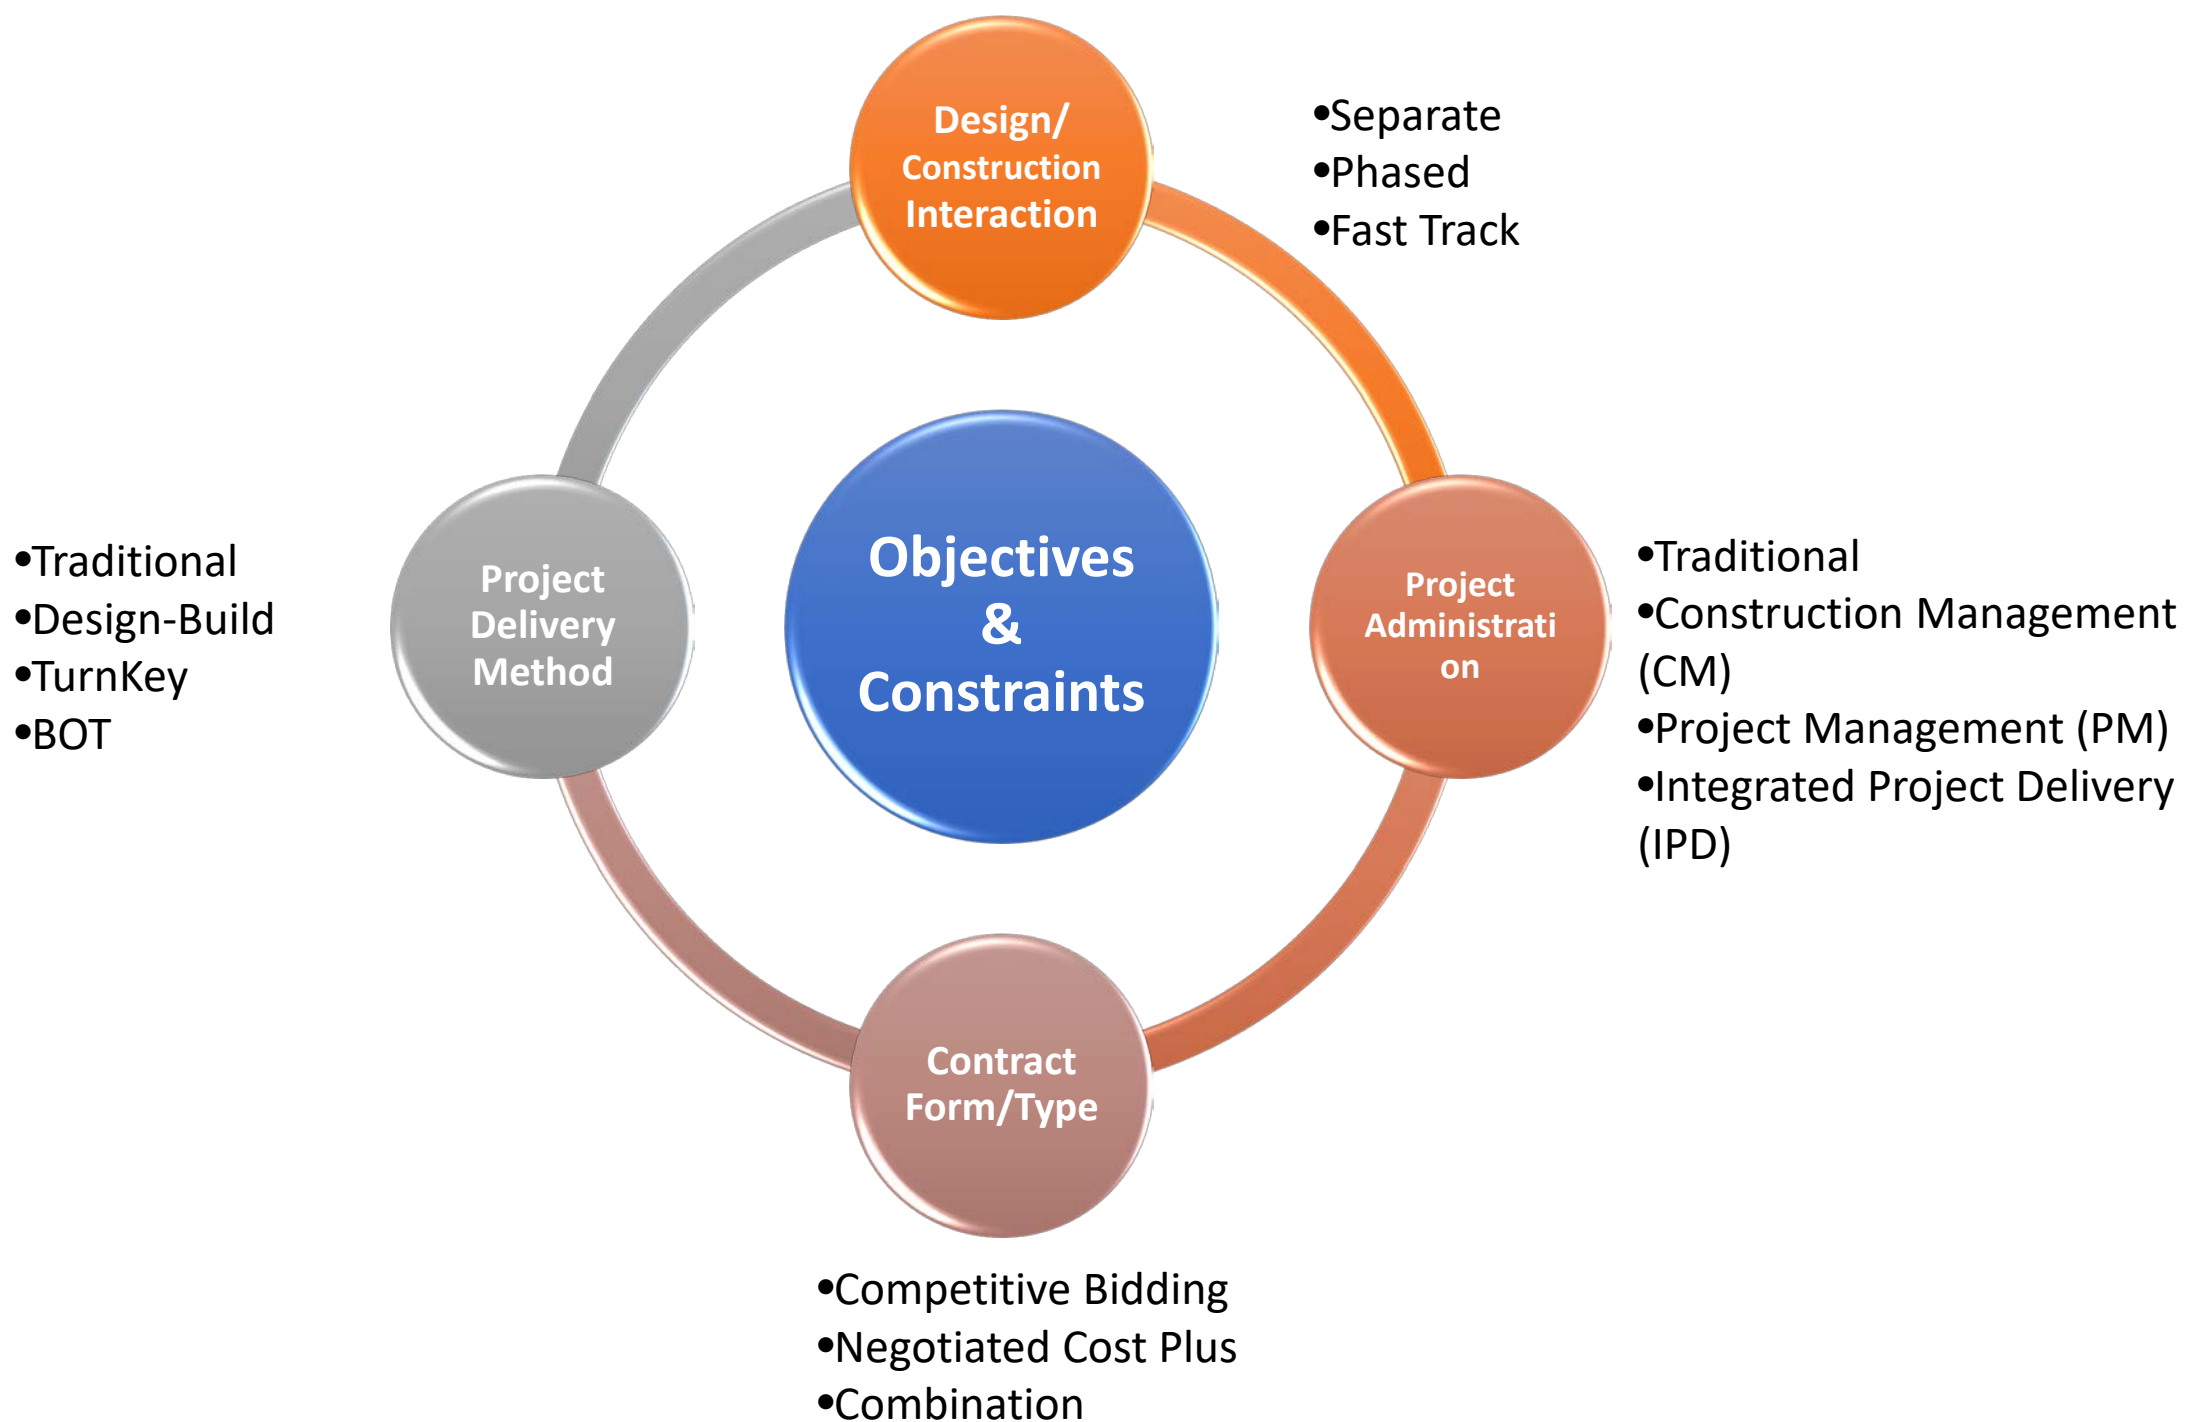 Design/
Construction
Interaction
•Separate
•Phased
•Fast Track
•Traditional
•Design-Build
•TurnKey
•BOT
Project
Delivery
Method
Objectives
&
Constraints
Project
Administrati
on
•Traditional
•Construction Management
(CM)
•Project Management (PM)
•Integrated Project Delivery
(IPD)
Contract
Form/Type
•Competitive Bidding
•Negotiated Cost Plus
•Combination